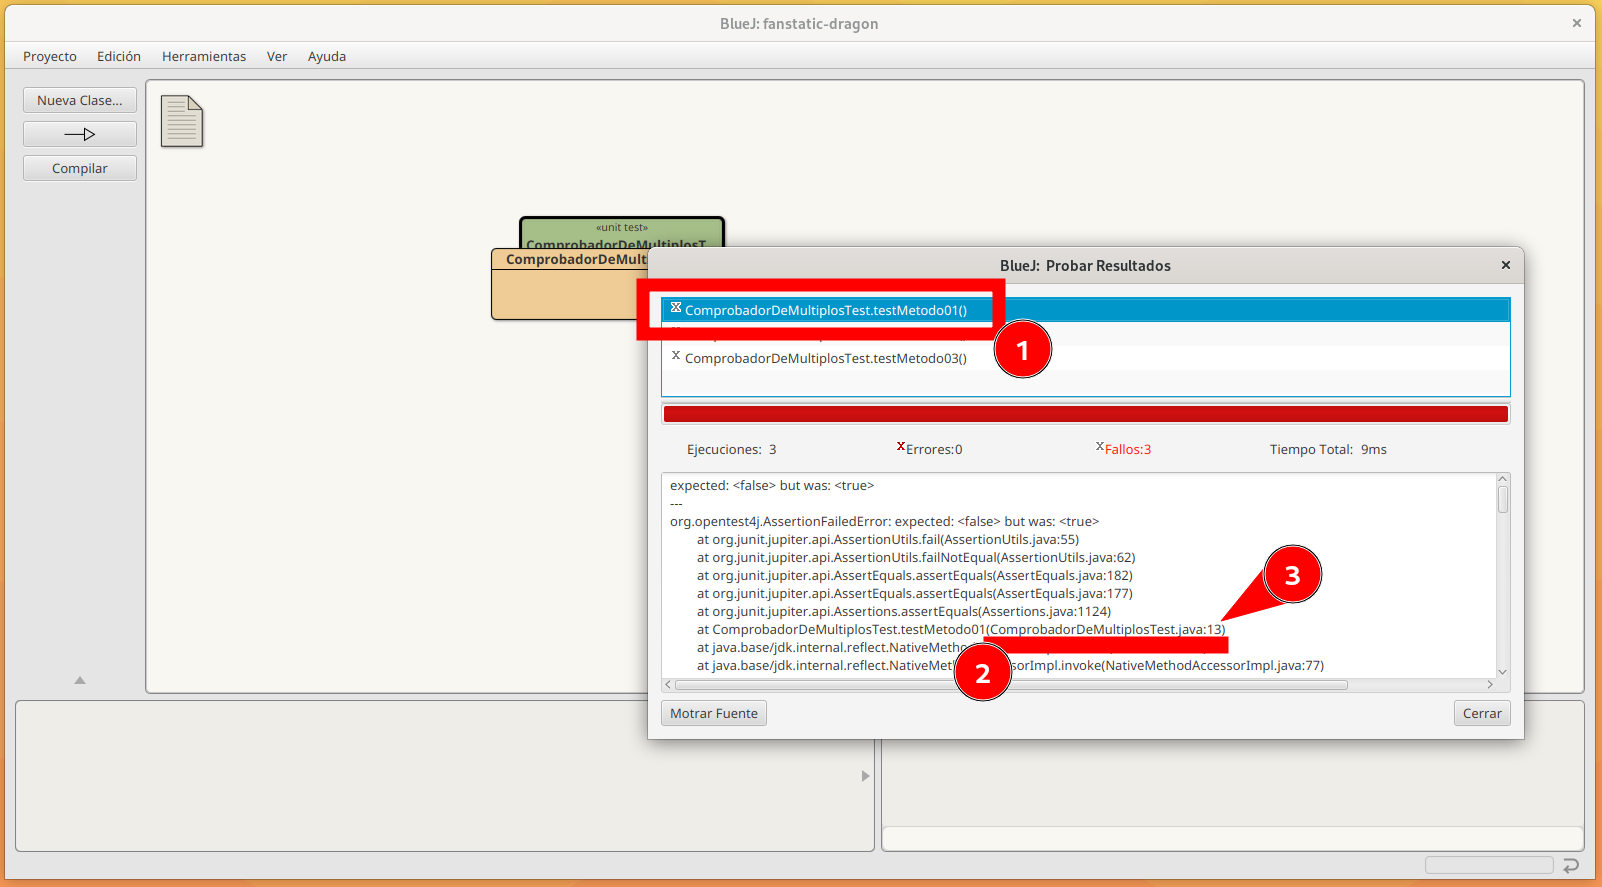 BlueJ: fanstatic-dragon
Proyecto Edición Herramientas Ver Ayuda
Nueva Clase...
Compilar
«unit test»
ComprobadorDeMultiplosT
ComprobadorDeMult
BlueJ: Probar Resultados
ComprobadorDeMultiplosTest.testMetodo01()
1
ComprobadorDeMultiplosTest.testMetodo03()
Ejecuciones: 3 Errores:0 Fallos:3 Tiempo Total: 9ms
expected: <false> but was: <true>
---
org.opentest4j.AssertionFailedError: expected: <false> but was: <true>
at org.junit.jupiter.api.AssertionUtils.fail(AssertionUtils.java:55)
at org.junit.jupiter.api.AssertionUtils.failNotEqual(AssertionUtils.java:62)
at org.junit.jupiter.api.AssertEquals.assertEquals(AssertEquals.java:182)
3
at org.junit.jupiter.api.AssertEquals.assertEquals(AssertEquals.java:177)
at org.junit.jupiter.api.Assertions.assertEquals(Assertions.java:1124)
at ComprobadorDeMultiplosTest.testMetodo01(ComprobadorDeMultiplosTest.java:13)
at java.base/jdk.internal.reflect.NativeMetho
at java.base/jdk.internal.reflect.NativeMet sorImpl.invoke(NativeMethodAccessorImpl.java:77)
2
Motrar Fuente Cerrar